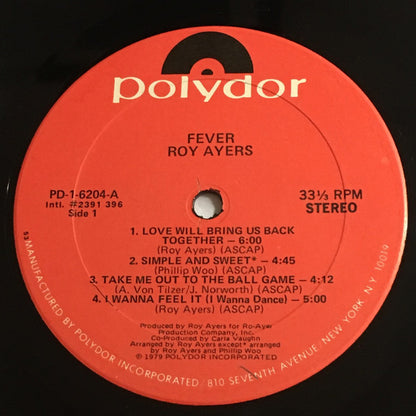 polydor
FEVER
ROY AYERS
PD-1-6204-A
Intl. #2391 396
Side 1
33⅓ RPM
STEREO
1. LOVE WILL BRING US BACK
TOGETHER – 6:00
(Roy Ayers) (ASCAP)
2. SIMPLE AND SWEET* – 4:45
(Phillip Woo) (ASCAP)
3. TAKE ME OUT TO THE BALL GAME – 4:12
(A. Von Tilzer/J. Norworth) (ASCAP)
4. I WANNA FEEL IT (I Wanna Dance) – 5:00
(Roy Ayers) (ASCAP)
Produced by Roy Ayers for Ro-Ayer
Production Company, Inc.
Co-Produced by Carla Vaughn
Arranged by Roy Ayers except* arranged
by Roy Ayers and Phillip Woo
℗ 1979 POLYDOR INCORPORATED
MANUFACTURED BY POLYDOR INCORPORATED/810 SEVENTH AVENUE·NEW YORK, N.Y. 10019